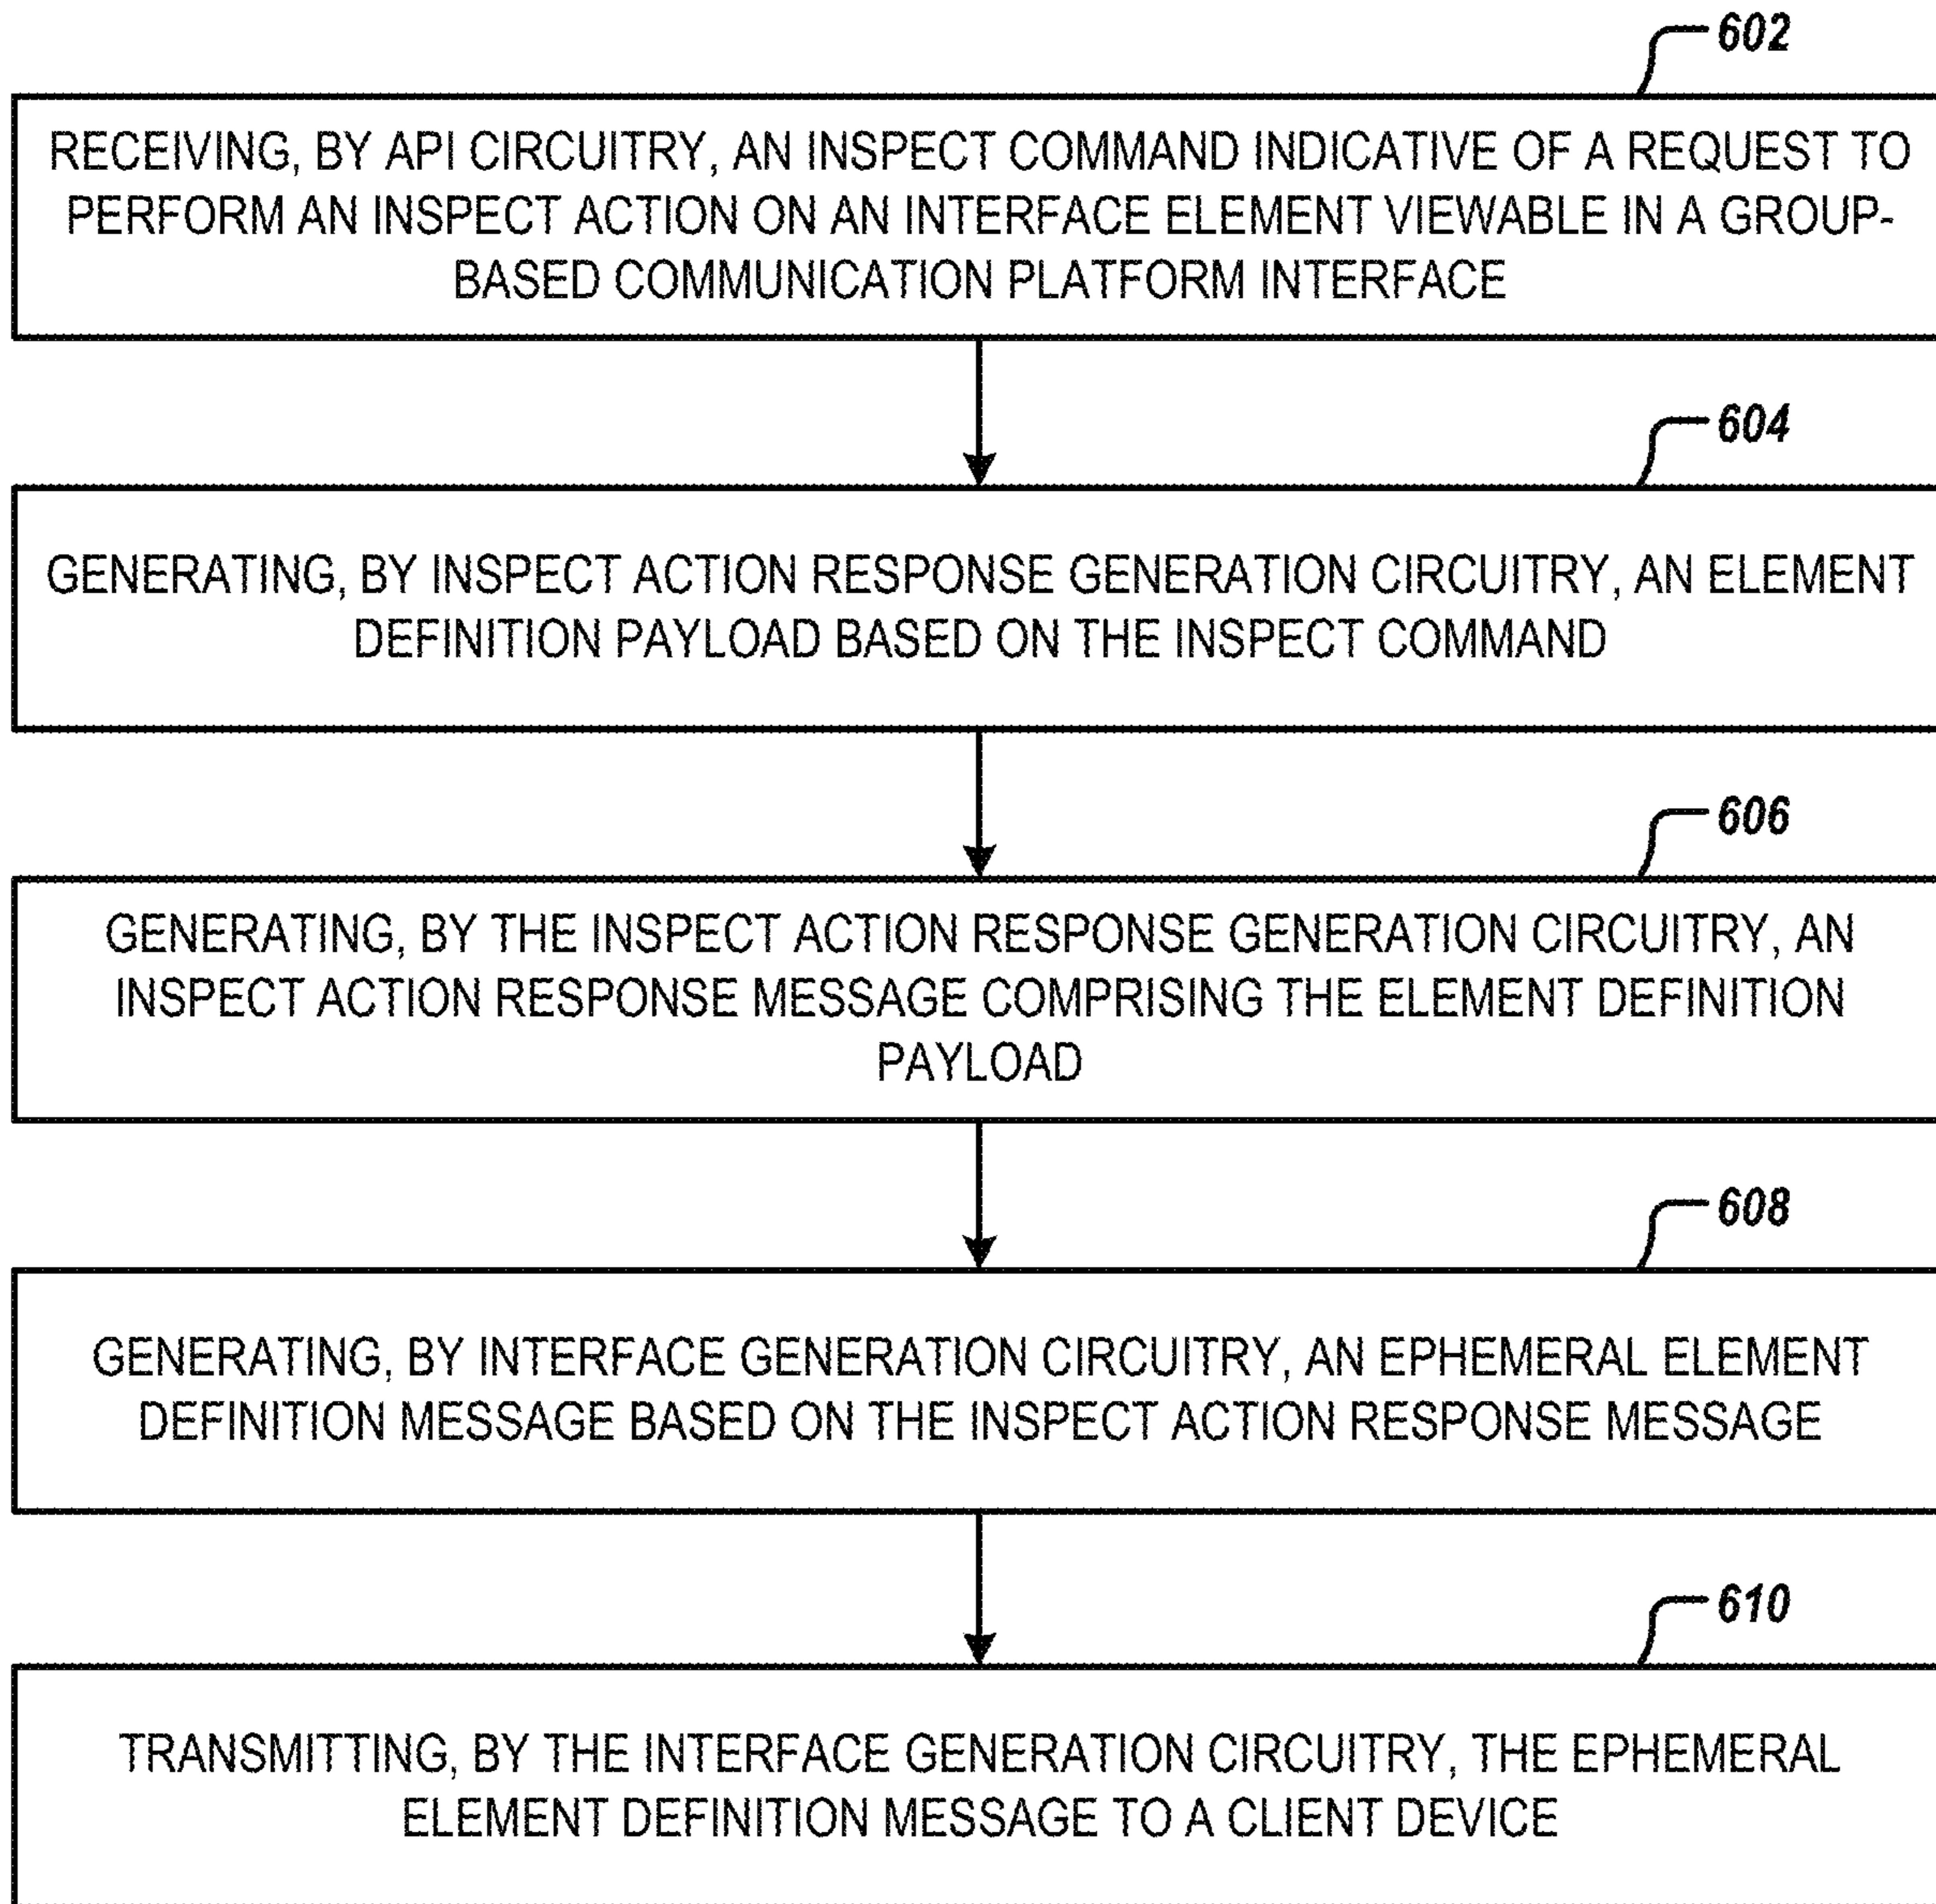 602
RECEIVING, BY API CIRCUITRY, AN INSPECT COMMAND INDICATIVE OF A REQUEST TO
PERFORM AN INSPECT ACTION ON AN INTERFACE ELEMENT VIEWABLE IN A GROUP-
BASED COMMUNICATION PLATFORM INTERFACE
604
GENERATING, BY INSPECT ACTION RESPONSE GENERATION CIRCUITRY, AN ELEMENT
DEFINITION PAYLOAD BASED ON THE INSPECT COMMAND
606
GENERATING, BY THE INSPECT ACTION RESPONSE GENERATION CIRCUITRY, AN
INSPECT ACTION RESPONSE MESSAGE COMPRISING THE ELEMENT DEFINITION
PAYLOAD
608
GENERATING, BY INTERFACE GENERATION CIRCUITRY, AN EPHEMERAL ELEMENT
DEFINITION MESSAGE BASED ON THE INSPECT ACTION RESPONSE MESSAGE
610
TRANSMITTING, BY THE INTERFACE GENERATION CIRCUITRY, THE EPHEMERAL
ELEMENT DEFINITION MESSAGE TO A CLIENT DEVICE